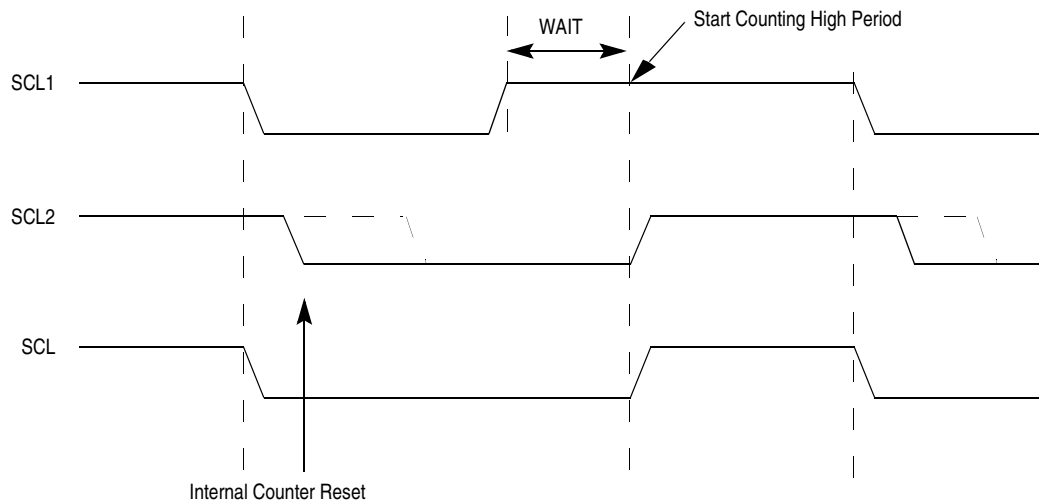 Start Counting High Period
WAIT
SCL1
SCL2
SCL
Internal Counter Reset